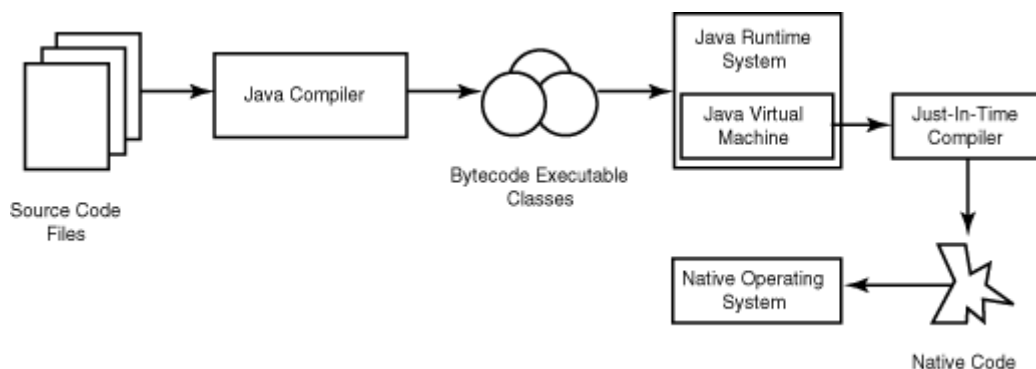 Source Code
Files
Java Compiler
Bytecode Executable
Classes
Java Runtime
System
Java Virtual
Machine
Just-In-Time
Compiler
Native Code
Native Operating
System